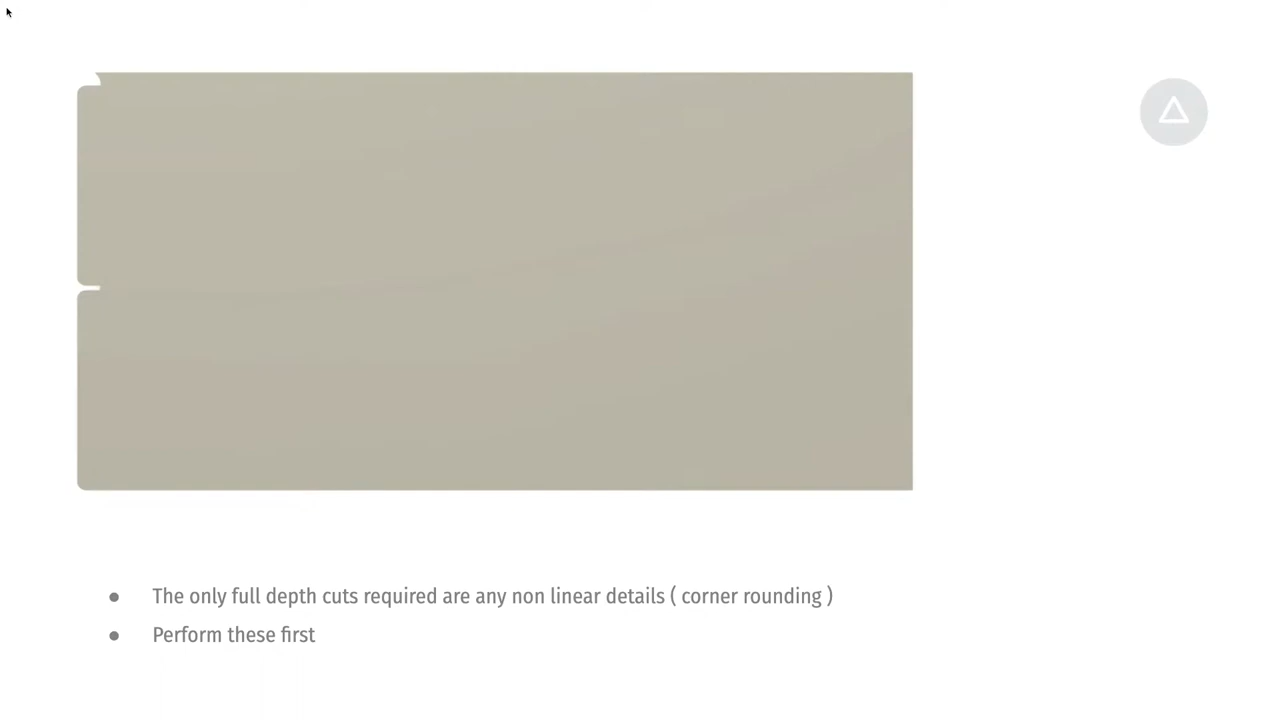 ● The only full depth cuts required are any non linear details ( corner rounding )
● Perform these first